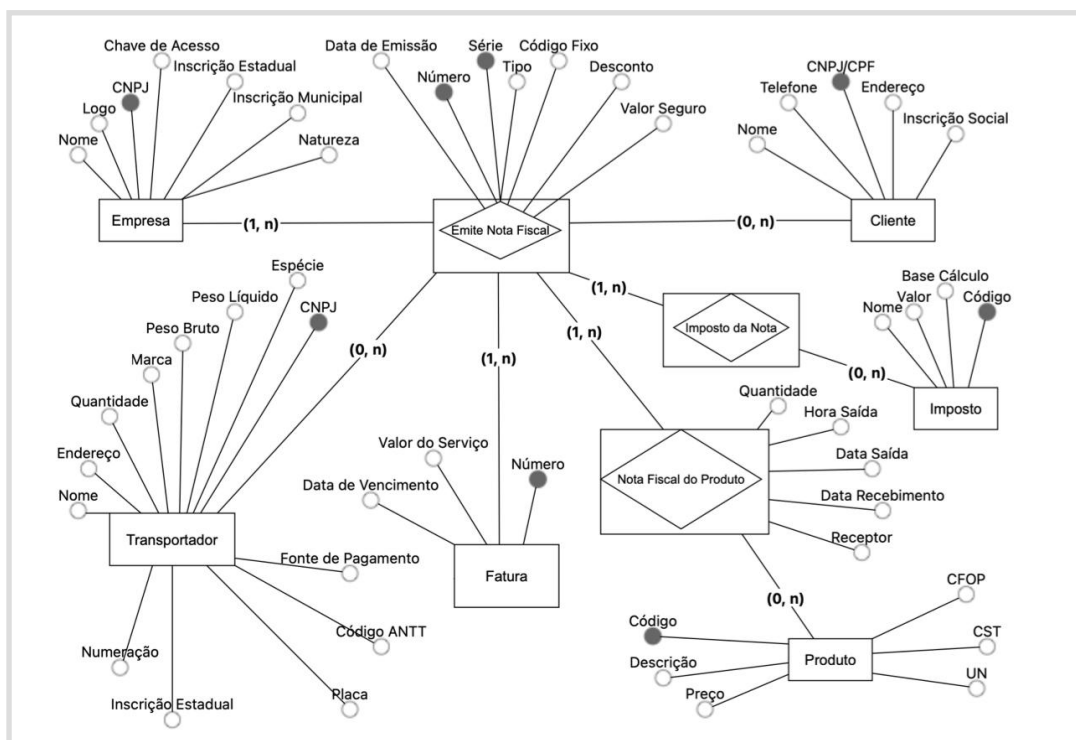 Chave de Acesso
CNPJ
Inscrição Estadual
Logo
Inscrição Municipal
Nome
Natureza
Empresa
(1, n)
Data de Emissão
Série
Código Fixo
Número
Tipo
Desconto
Valor Seguro
Emite Nota Fiscal
(0, n)
CNPJ/CPF
Telefone
Endereço
Nome
Inscrição Social
Cliente
Espécie
Peso Líquido
CNPJ
Peso Bruto
Marca
Quantidade
Endereço
Nome
Transportador
(0, n)
Fonte de Pagamento
Código ANTT
Numeração
Inscrição Estadual
Placa
(1, n)
Valor do Serviço
Número
Data de Vencimento
Fatura
(1, n)
Imposto da Nota
(0, n)
Base Cálculo
Nome
Valor
Código
Imposto
(1, n)
Quantidade
Hora Saída
Data Saída
Nota Fiscal do Produto
Data Recebimento
Receptor
(0, n)
CFOP
Código
CST
Descrição
Produto
UN
Preço